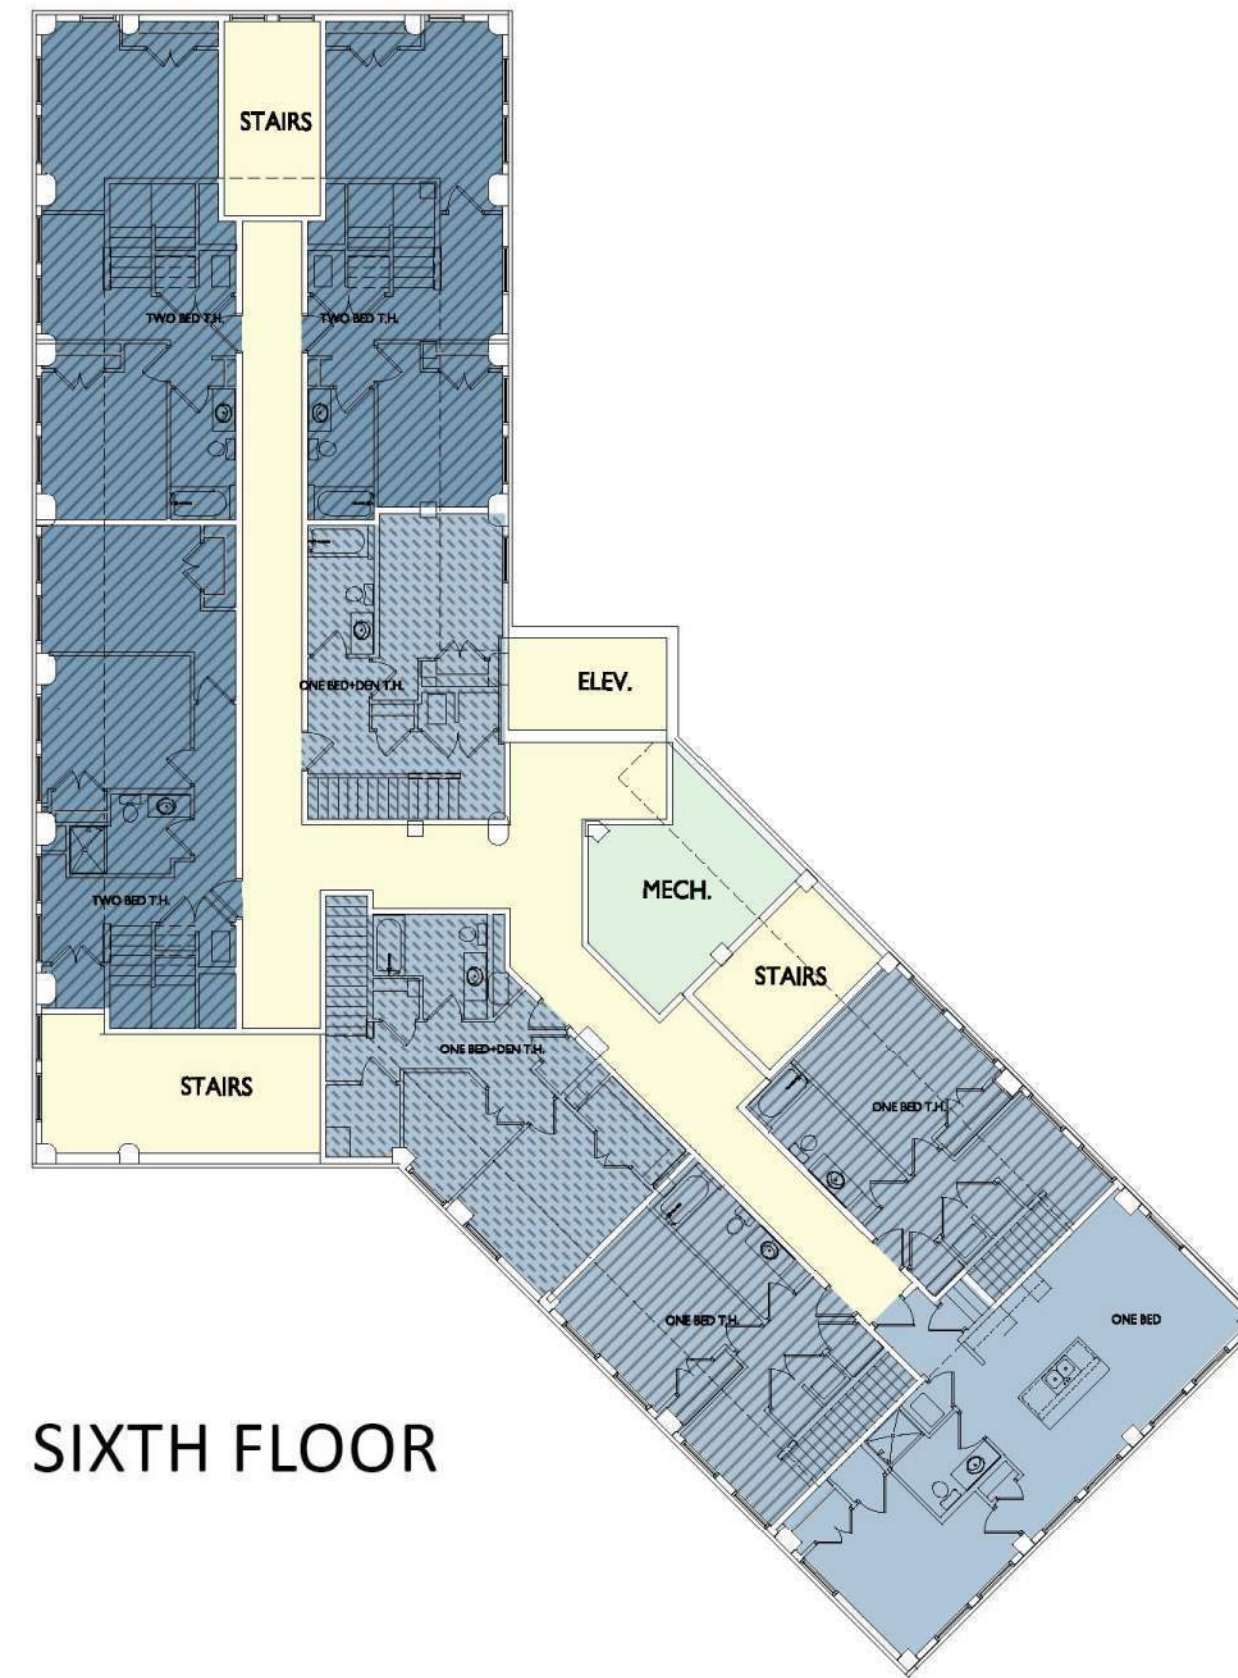 STAIRS
TWO BED T.H.
TWO BED T.H.
ONE BED+DEN T.H.
ELEV.
MECH.
TWO BED T.H.
STAIRS
ONE BED+DEN T.H.
STAIRS
ONE BED T.H.
ONE BED T.H.
ONE BED
SIXTH FLOOR